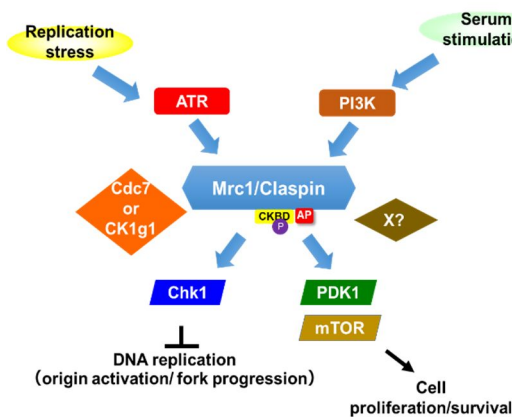 Replication
stress
Serum
stimulatio
ATR
PI3K
Cdc7
or
CK1g1
Mrc1/Claspin
CKBD
AP
P
X?
Chk1
PDK1
mTOR
DNA replication
(origin activation/ fork progression)
Cell
proliferation/survival